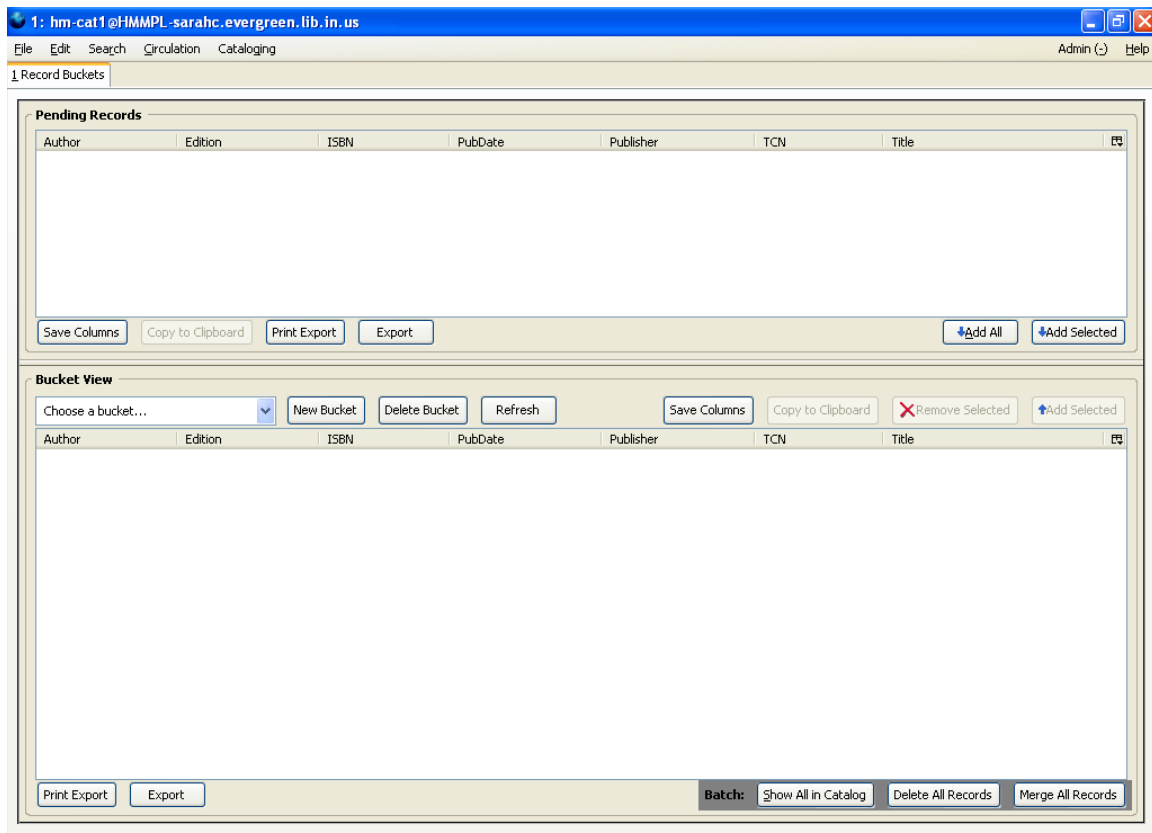 1: hm-cat1@HMMPL-sarahc.evergreen.lib.in.us
File Edit Search Circulation Cataloging Admin (-) Help
1 Record Buckets
Pending Records
Author Edition ISBN PubDate Publisher TCN Title
Save Columns Copy to Clipboard Print Export Export Add All Add Selected
Bucket View
Choose a bucket... New Bucket Delete Bucket Refresh Save Columns Copy to Clipboard Remove Selected Add Selected
Author Edition ISBN PubDate Publisher TCN Title
Print Export Export Batch: Show All in Catalog Delete All Records Merge All Records